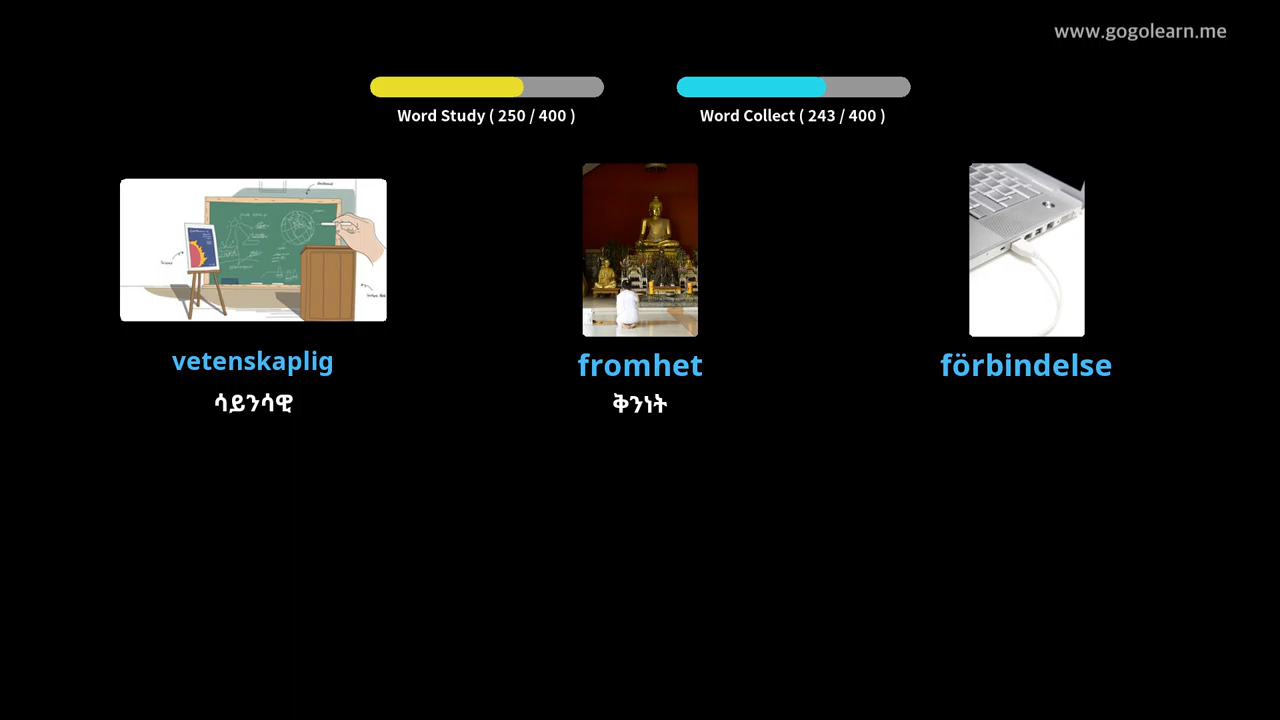 www.gogolearn.me
Word Study ( 250 / 400 )
Word Collect ( 243 / 400 )
vetenskaplig
ሳይንሳዊ
fromhet
ቅንነት
förbindelse